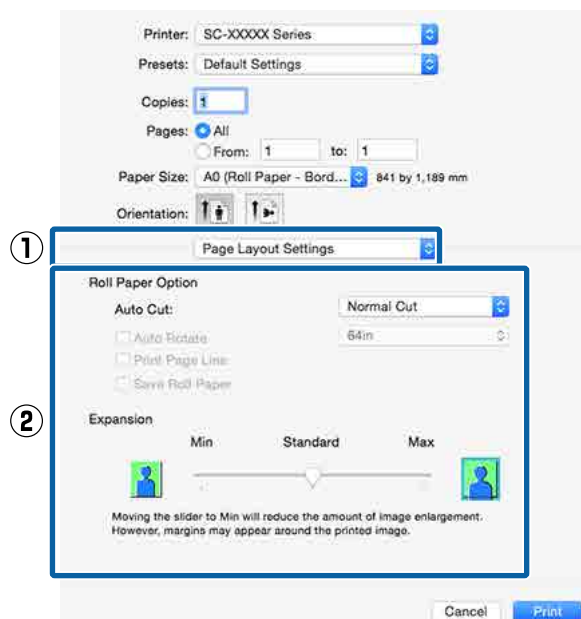 Printer: SC-XXXXX Series
Presets: Default Settings
Copies: 1
Pages: All
From: 1 to: 1
Paper Size: A0 (Roll Paper - Bord... 841 by 1,189 mm
Orientation:
① Page Layout Settings
②
Roll Paper Option
Auto Cut: Normal Cut
Auto Rotate 64in
Print Page Line
Save Roll Paper
Expansion
Min Standard Max
Moving the slider to Min will reduce the amount of image enlargement.
However, margins may appear around the printed image.
Cancel Print